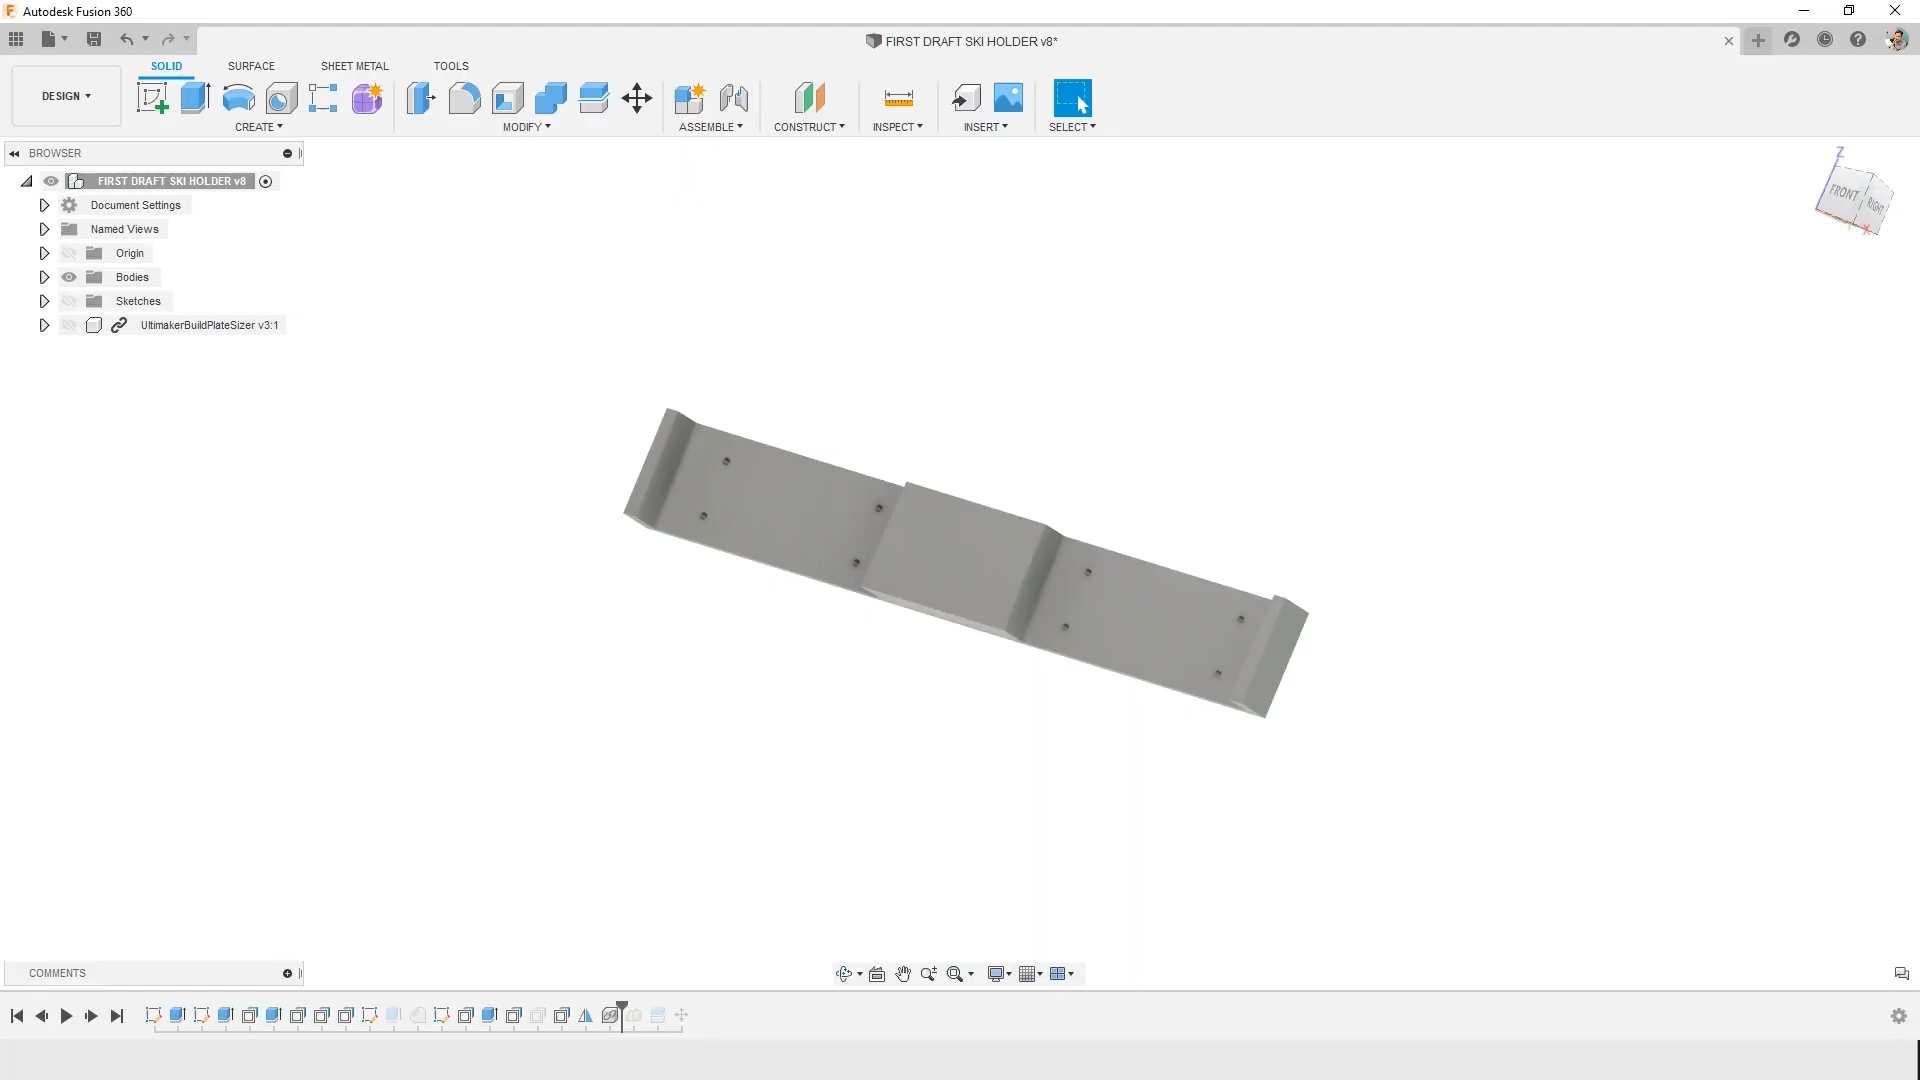 Autodesk Fusion 360
FIRST DRAFT SKI HOLDER v8*
DESIGN
SOLID
SURFACE
SHEET METAL
TOOLS
CREATE
MODIFY
ASSEMBLE
CONSTRUCT
INSPECT
INSERT
SELECT
BROWSER
FIRST DRAFT SKI HOLDER v8
Document Settings
Named Views
Origin
Bodies
Sketches
UltimakerBuildPlateSizer v3:1
Z
FRONT
RIGHT
X
COMMENTS